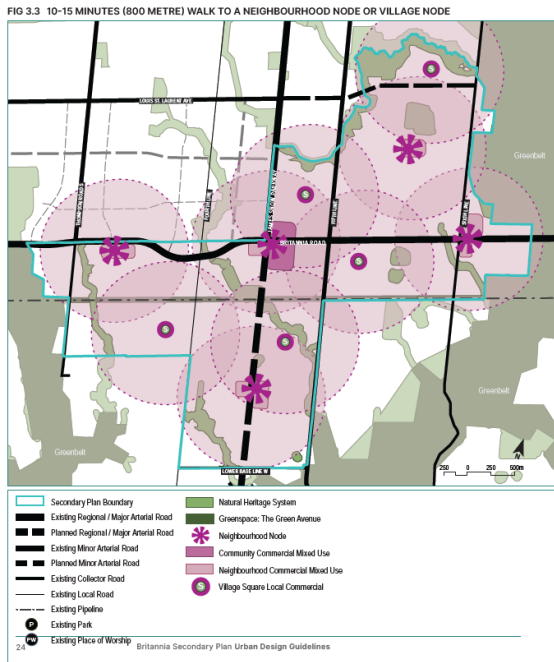 FIG 3.3 10-15 MINUTES (800 METRE) WALK TO A NEIGHBOURHOOD NODE OR VILLAGE NODE
S
LOUIS ST. LAURENT AVE
Greenbelt
S
BRITANNIA ROAD
S
S
S
Greenbelt
Greenbelt
LOWER BASE LINE W
250 0 250 500m
Secondary Plan Boundary
Existing Regional / Major Arterial Road
Planned Regional / Major Arterial Road
Existing Minor Arterial Road
Planned Minor Arterial Road
Existing Collector Road
Existing Local Road
Existing Pipeline
P Existing Park
PW Existing Place of Worship
Natural Heritage System
Greenspace: The Green Avenue
Neighbourhood Node
Community Commercial Mixed Use
Neighbourhood Commercial Mixed Use
S Village Square Local Commercial
24 Britannia Secondary Plan Urban Design Guidelines